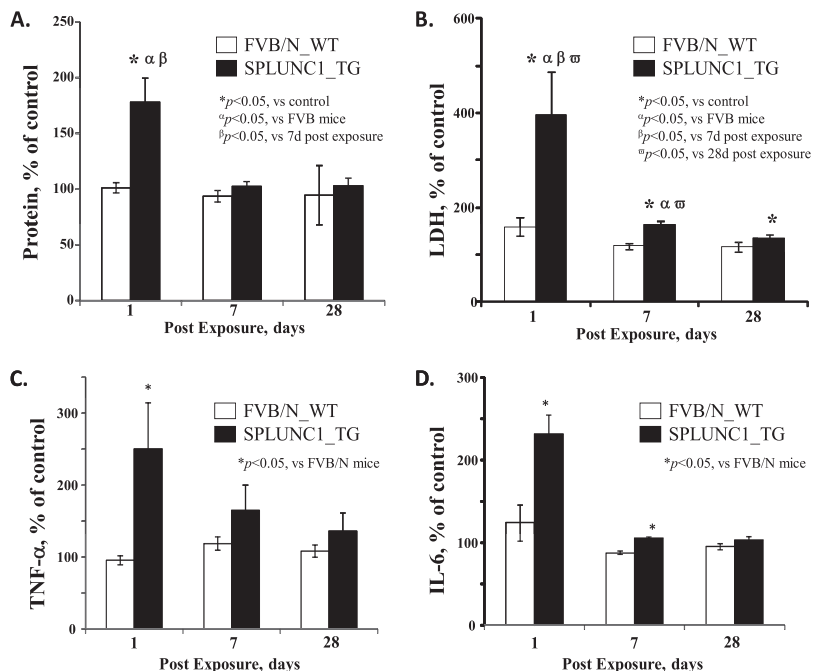 A.
250
200
150
100
50
0
Protein, % of control
FVB/N_WT
SPLUNC1_TG
* α β
*p<0.05, vs control
αp<0.05, vs FVB mice
βp<0.05, vs 7d post exposure
1 7 28
Post Exposure, days
B.
600
400
200
0
LDH, % of control
FVB/N_WT
SPLUNC1_TG
* α β ϖ
*p<0.05, vs control
αp<0.05, vs FVB mice
βp<0.05, vs 7d post exposure
ϖp<0.05, vs 28d post exposure
* α ϖ
*
1 7 28
Post Exposure, days
C.
300
200
150
100
50
0
TNF-α, % of control
*
FVB/N_WT
SPLUNC1_TG
*p<0.05, vs FVB/N mice
1 7 28
Post Exposure, days
D.
300
200
100
0
IL-6, % of control
*
FVB/N_WT
SPLUNC1_TG
*p<0.05, vs FVB/N mice
*
1 7 28
Post Exposure, days